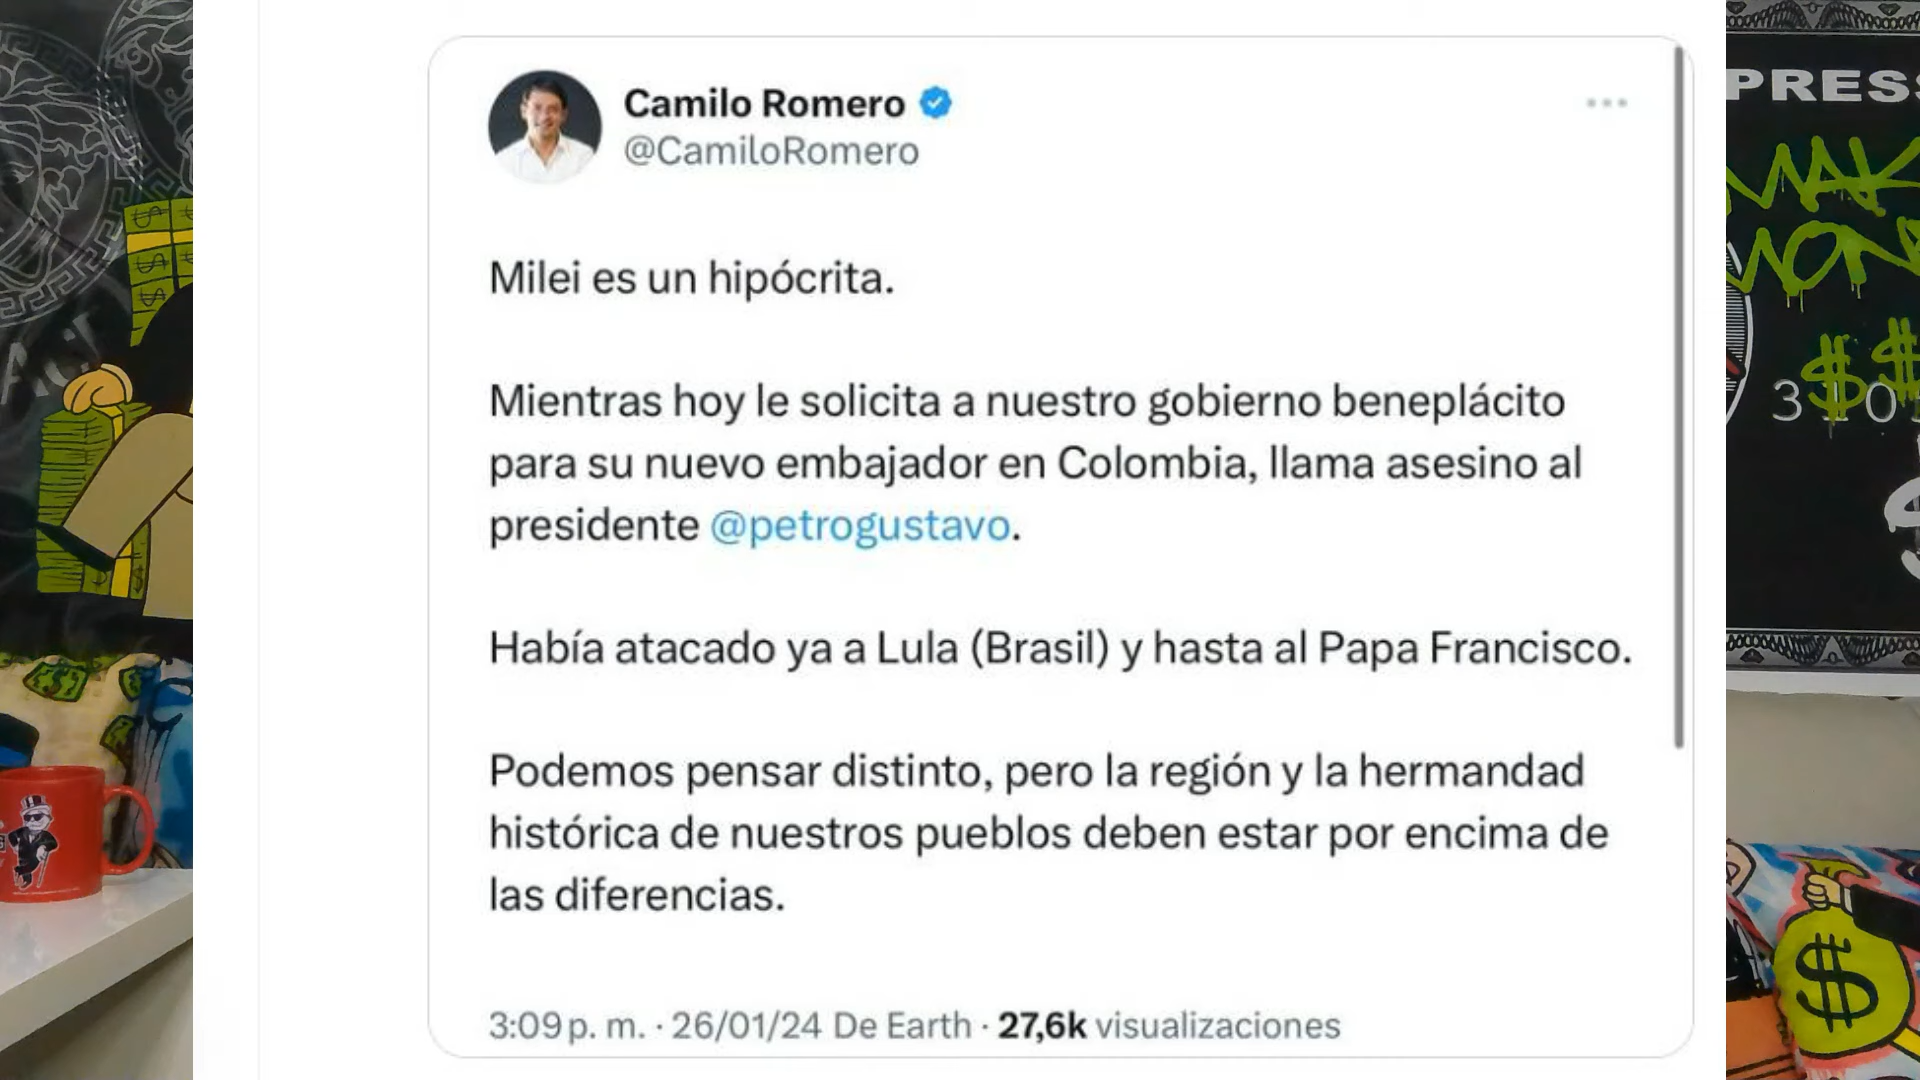 Camilo Romero
@CamiloRomero
Milei es un hipócrita.
Mientras hoy le solicita a nuestro gobierno beneplácito
para su nuevo embajador en Colombia, llama asesino al
presidente @petrogustavo.
Había atacado ya a Lula (Brasil) y hasta al Papa Francisco.
Podemos pensar distinto, pero la región y la hermandad
histórica de nuestros pueblos deben estar por encima de
las diferencias.
3:09 p. m. · 26/01/24 De Earth · 27,6k visualizaciones
PRESS
MAK
MON
$$